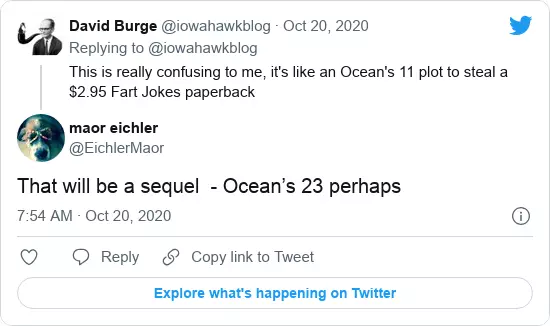 David Burge @iowahawkblog · Oct 20, 2020
Replying to @iowahawkblog
This is really confusing to me, it's like an Ocean's 11 plot to steal a
$2.95 Fart Jokes paperback
maor eichler
@EichlerMaor
That will be a sequel - Ocean’s 23 perhaps
7:54 AM · Oct 20, 2020
Reply
Copy link to Tweet
Explore what's happening on Twitter